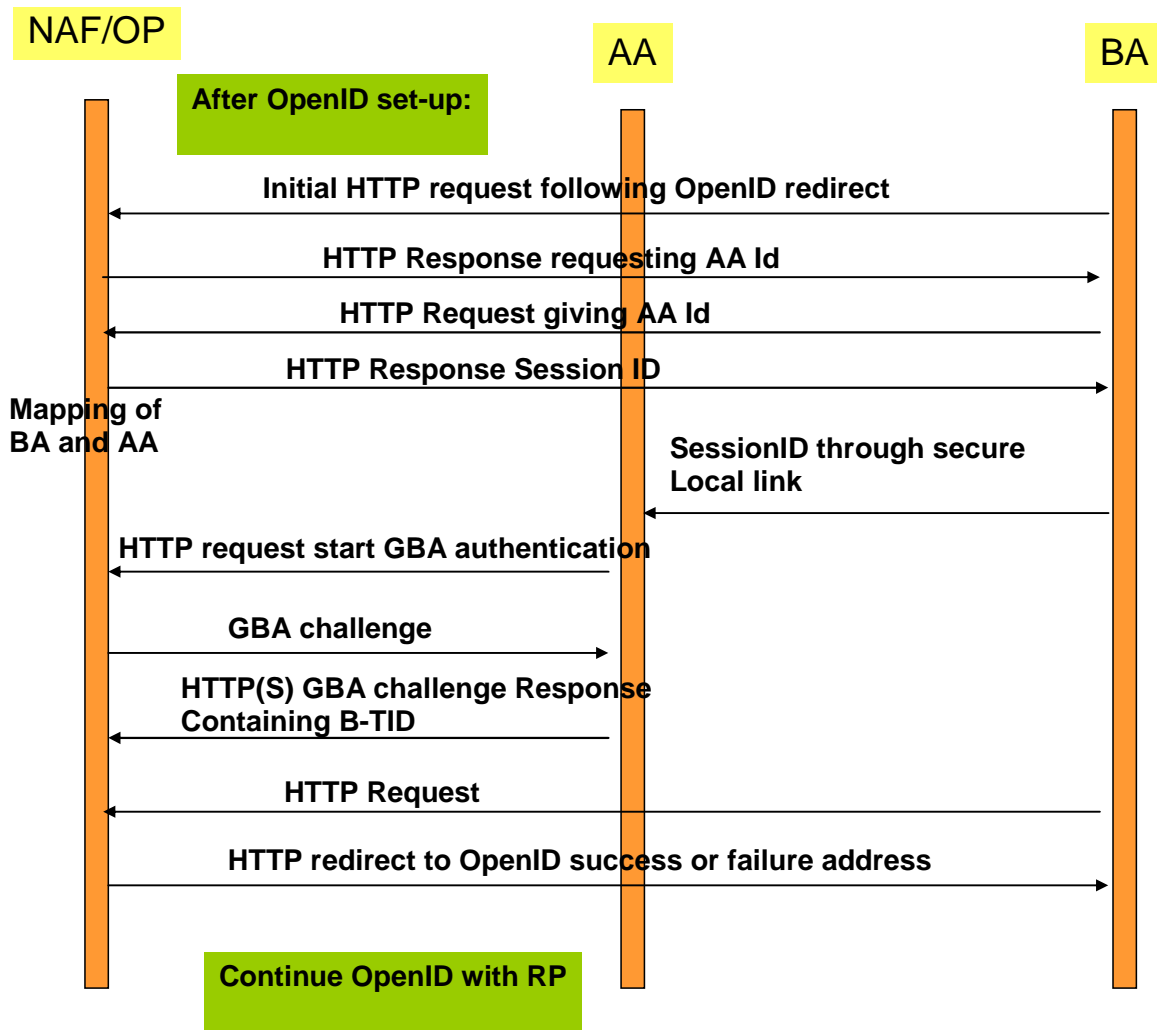 NAF/OP
AA
BA
After OpenID set-up:
Initial HTTP request following OpenID redirect
HTTP Response requesting AA Id
HTTP Request giving AA Id
HTTP Response Session ID
Mapping of
BA and AA
SessionID through secure
Local link
HTTP request start GBA authentication
GBA challenge
HTTP(S) GBA challenge Response
Containing B-TID
HTTP Request
HTTP redirect to OpenID success or failure address
Continue OpenID with RP